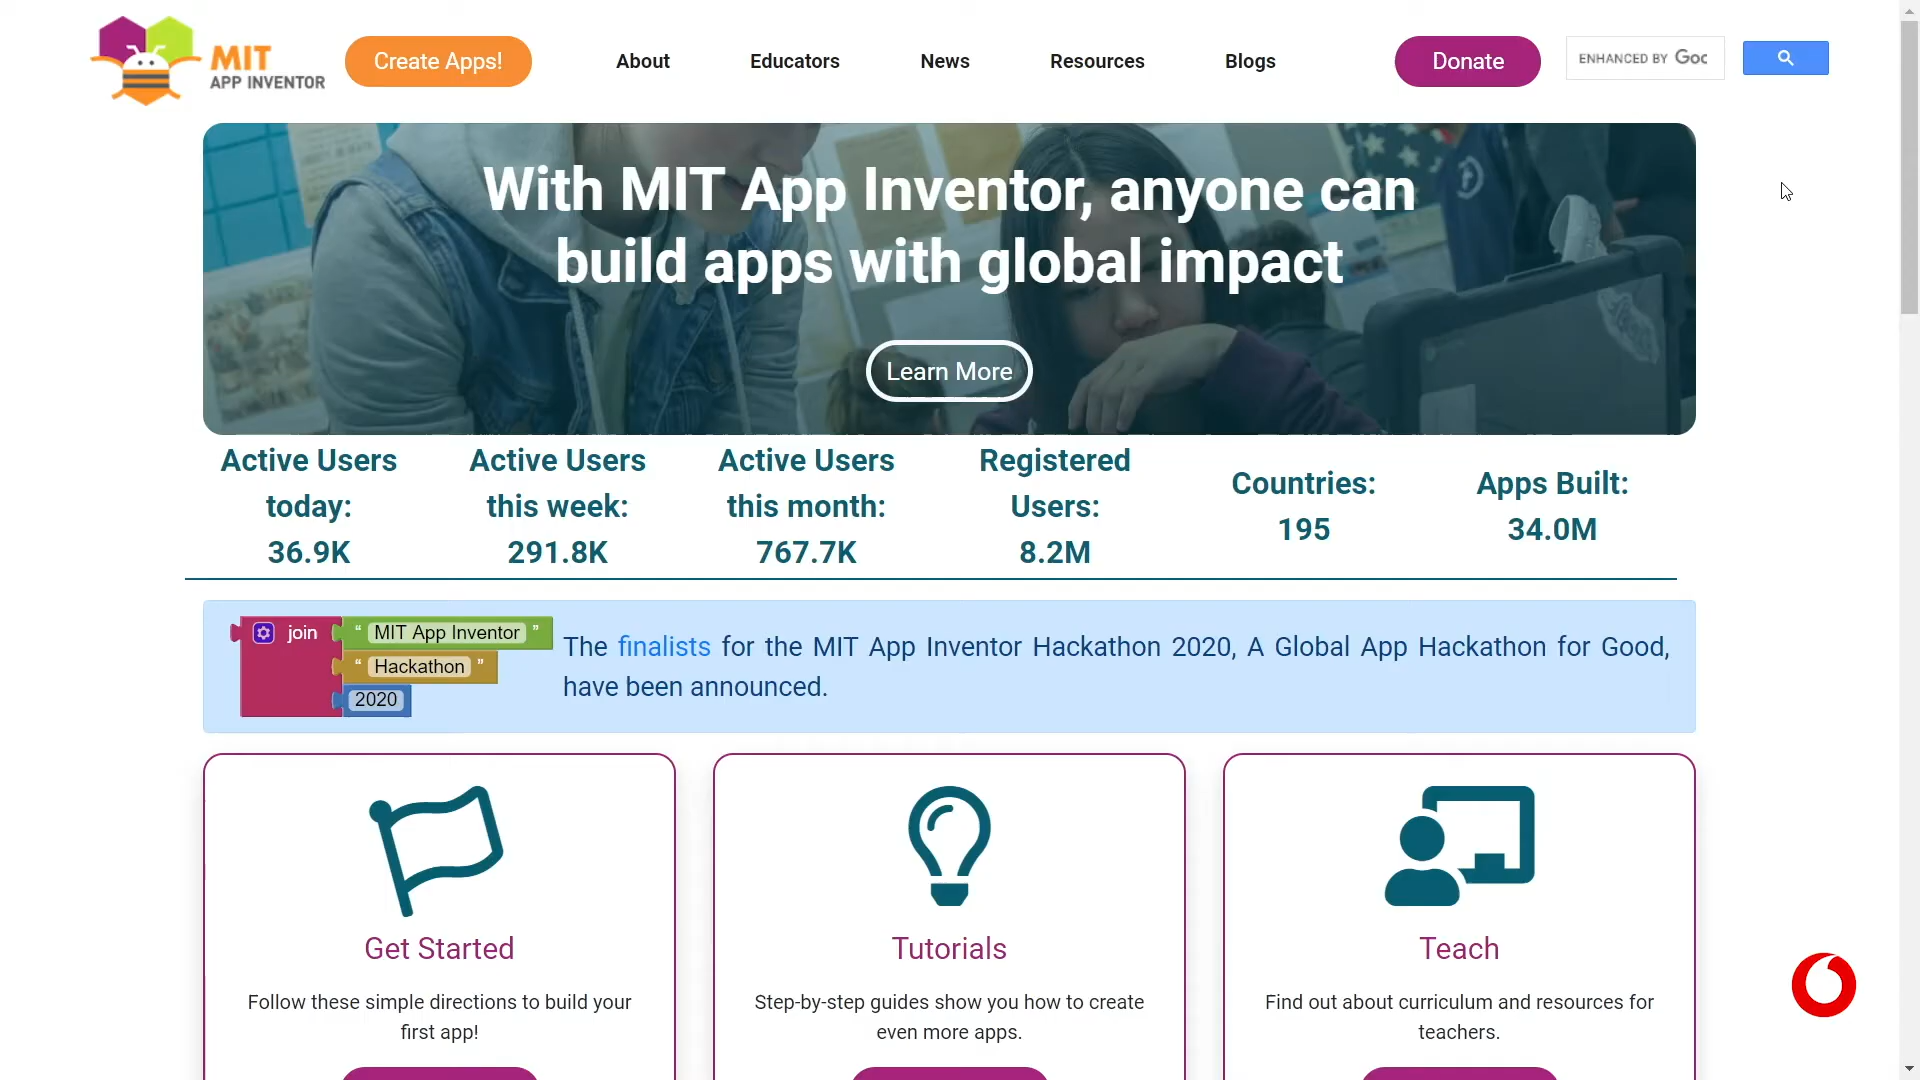 MIT
APP INVENTOR
Create Apps!
About
Educators
News
Resources
Blogs
Donate
ENHANCED BY Goo
With MIT App Inventor, anyone can
build apps with global impact
Learn More
Active Users
today:
36.9K
Active Users
this week:
291.8K
Active Users
this month:
767.7K
Registered
Users:
8.2M
Countries:
195
Apps Built:
34.0M
join
“ MIT App Inventor ”
“ Hackathon ”
2020
The finalists for the MIT App Inventor Hackathon 2020, A Global App Hackathon for Good,
have been announced.
Get Started
Follow these simple directions to build your
first app!
Tutorials
Step-by-step guides show you how to create
even more apps.
Teach
Find out about curriculum and resources for
teachers.